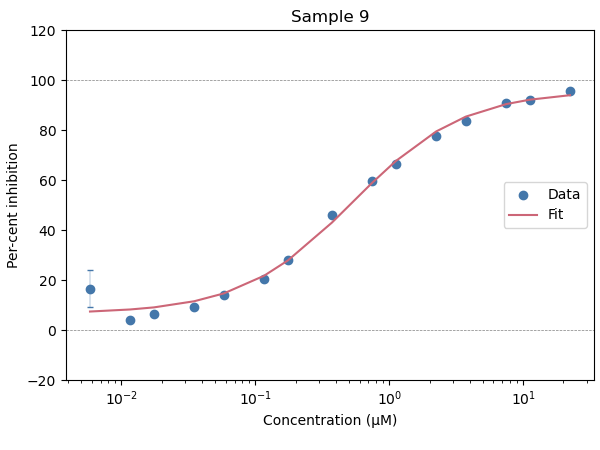 Sample 9
Per-cent inhibition
120
100
80
60
40
20
0
−20
Data
Fit
10⁻² 10⁻¹ 10⁰ 10¹
Concentration (µM)